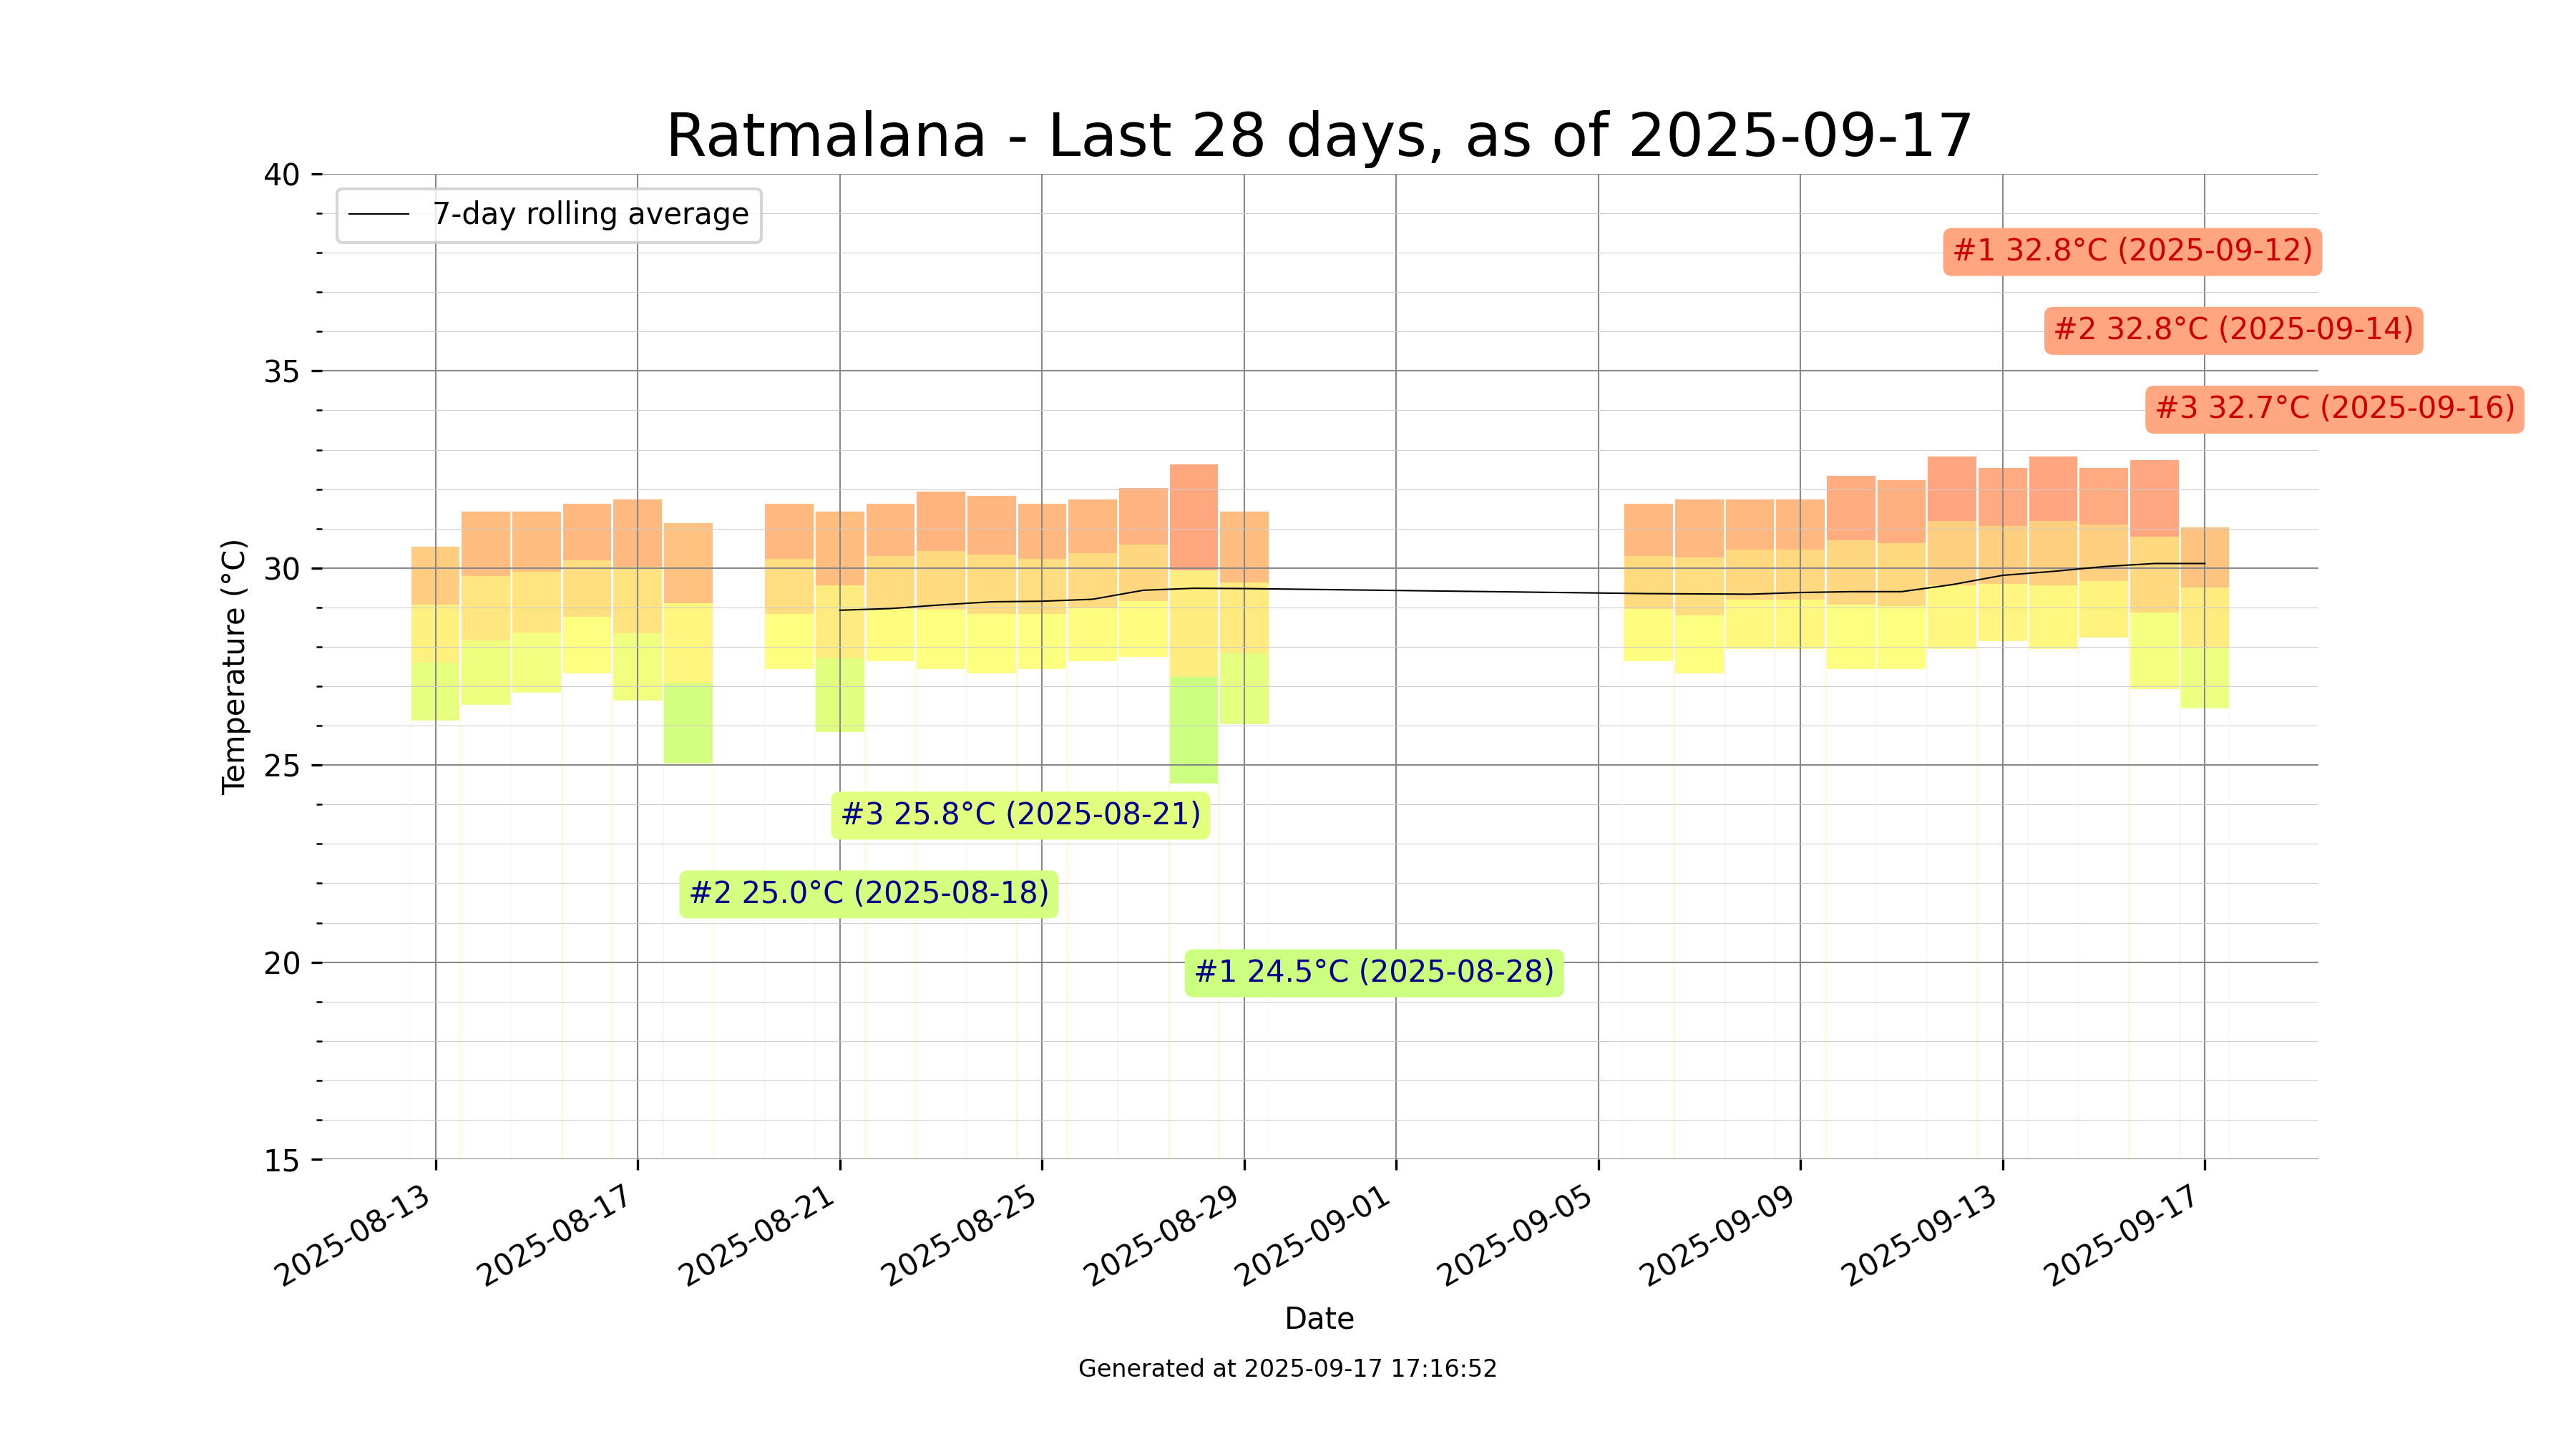 Ratmalana - Last 28 days, as of 2025-09-17
40
7-day rolling average
#1 32.8°C (2025-09-12)
#2 32.8°C (2025-09-14)
35
#3 32.7°C (2025-09-16)
30
Temperature (°C)
25
#3 25.8°C (2025-08-21)
#2 25.0°C (2025-08-18)
20
#1 24.5°C (2025-08-28)
15
2025-08-13
2025-08-17
2025-08-21
2025-08-25
2025-08-29
2025-09-01
2025-09-05
2025-09-09
2025-09-13
2025-09-17
Date
Generated at 2025-09-17 17:16:52